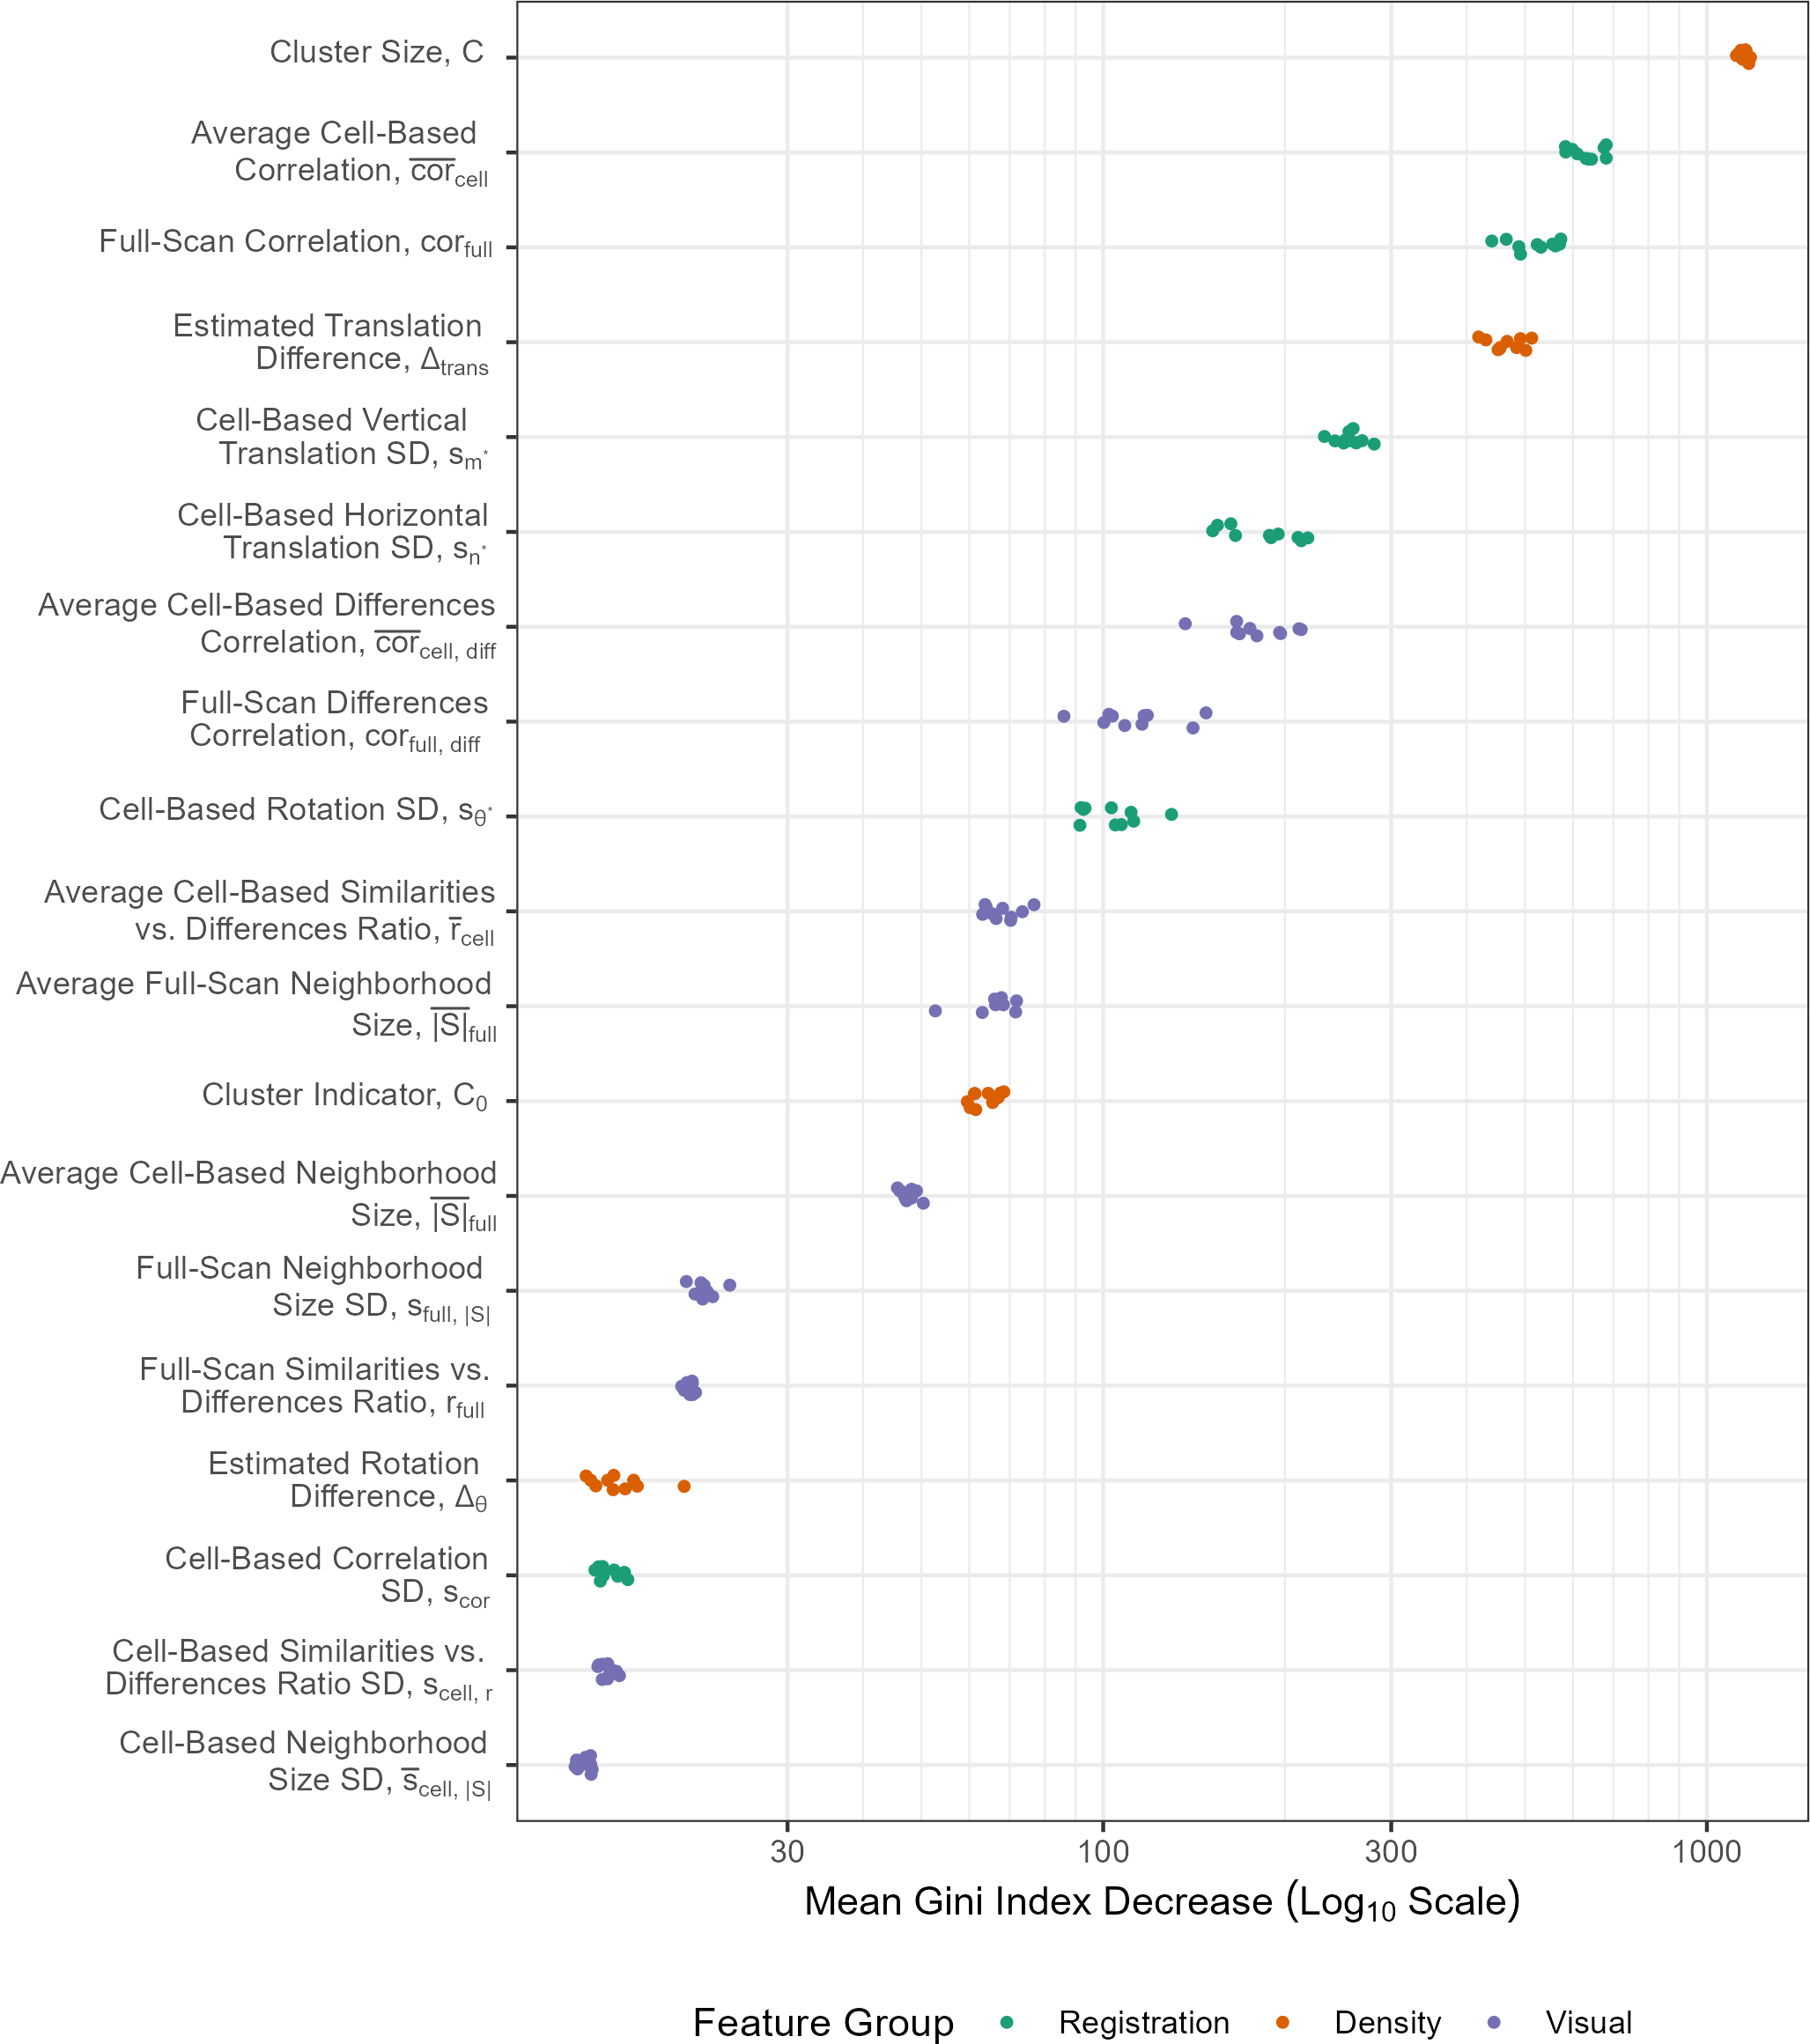 Cluster Size, C
Average Cell-Based
Correlation, c̅o̅r̅cell
Full-Scan Correlation, corfull
Estimated Translation
Difference, Δtrans
Cell-Based Vertical
Translation SD, sm*
Cell-Based Horizontal
Translation SD, sn*
Average Cell-Based Differences
Correlation, c̅o̅r̅cell, diff
Full-Scan Differences
Correlation, corfull, diff
Cell-Based Rotation SD, sθ*
Average Cell-Based Similarities
vs. Differences Ratio, r̅cell
Average Full-Scan Neighborhood
Size, |S|full
Cluster Indicator, C0
Average Cell-Based Neighborhood
Size, |S|full
Full-Scan Neighborhood
Size SD, sfull, |S|
Full-Scan Similarities vs.
Differences Ratio, rfull
Estimated Rotation
Difference, Δθ
Cell-Based Correlation
SD, scor
Cell-Based Similarities vs.
Differences Ratio SD, scell, r
Cell-Based Neighborhood
Size SD, s̅cell, |S|
30 100 300 1000
Mean Gini Index Decrease (Log10 Scale)
Feature Group Registration Density Visual